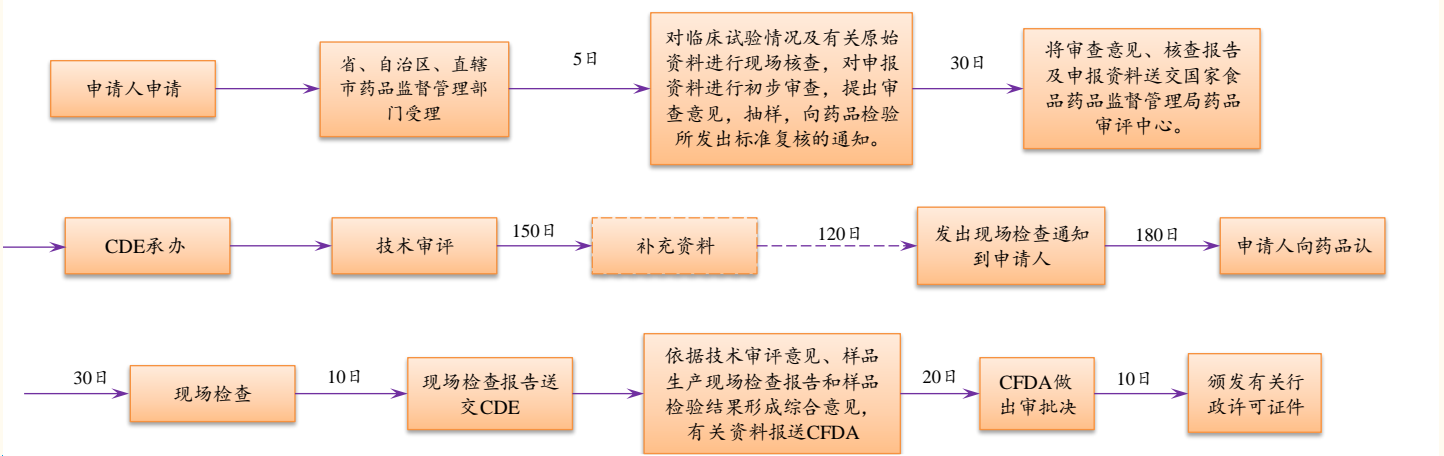 申请人申请
省、自治区、直辖
市药品监督管理部
门受理
5日
对临床试验情况及有关原始
资料进行现场核查，对申报
资料进行初步审查，提出审
查意见，抽样，向药品检验
所发出标准复核的通知。
30日
将审查意见、核查报告
及申报资料送交国家食
品药品监督管理局药品
审评中心。
CDE承办
技术审评
150日
补充资料
120日
发出现场检查通知
到申请人
180日
申请人向药品认
30日
现场检查
10日
现场检查报告送
交CDE
依据技术审评意见、样品
生产现场检查报告和样品
检验结果形成综合意见，
有关资料报送CFDA
20日
CFDA做
出审批决
10日
颁发有关行
政许可证件